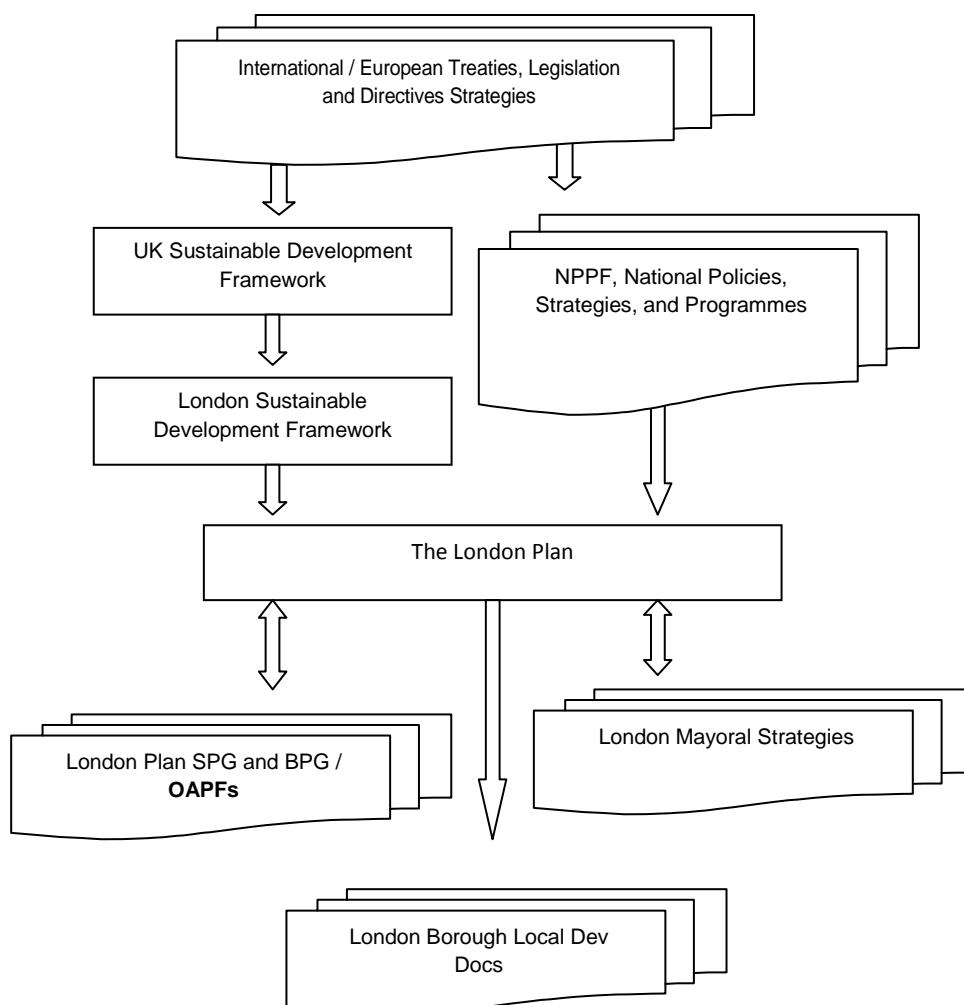 International / European Treaties, Legislation
and Directives Strategies
UK Sustainable Development
Framework
NPPF, National Policies,
Strategies, and Programmes
London Sustainable
Development Framework
The London Plan
London Plan SPG and BPG /
OAPFs
London Mayoral Strategies
London Borough Local Dev
Docs